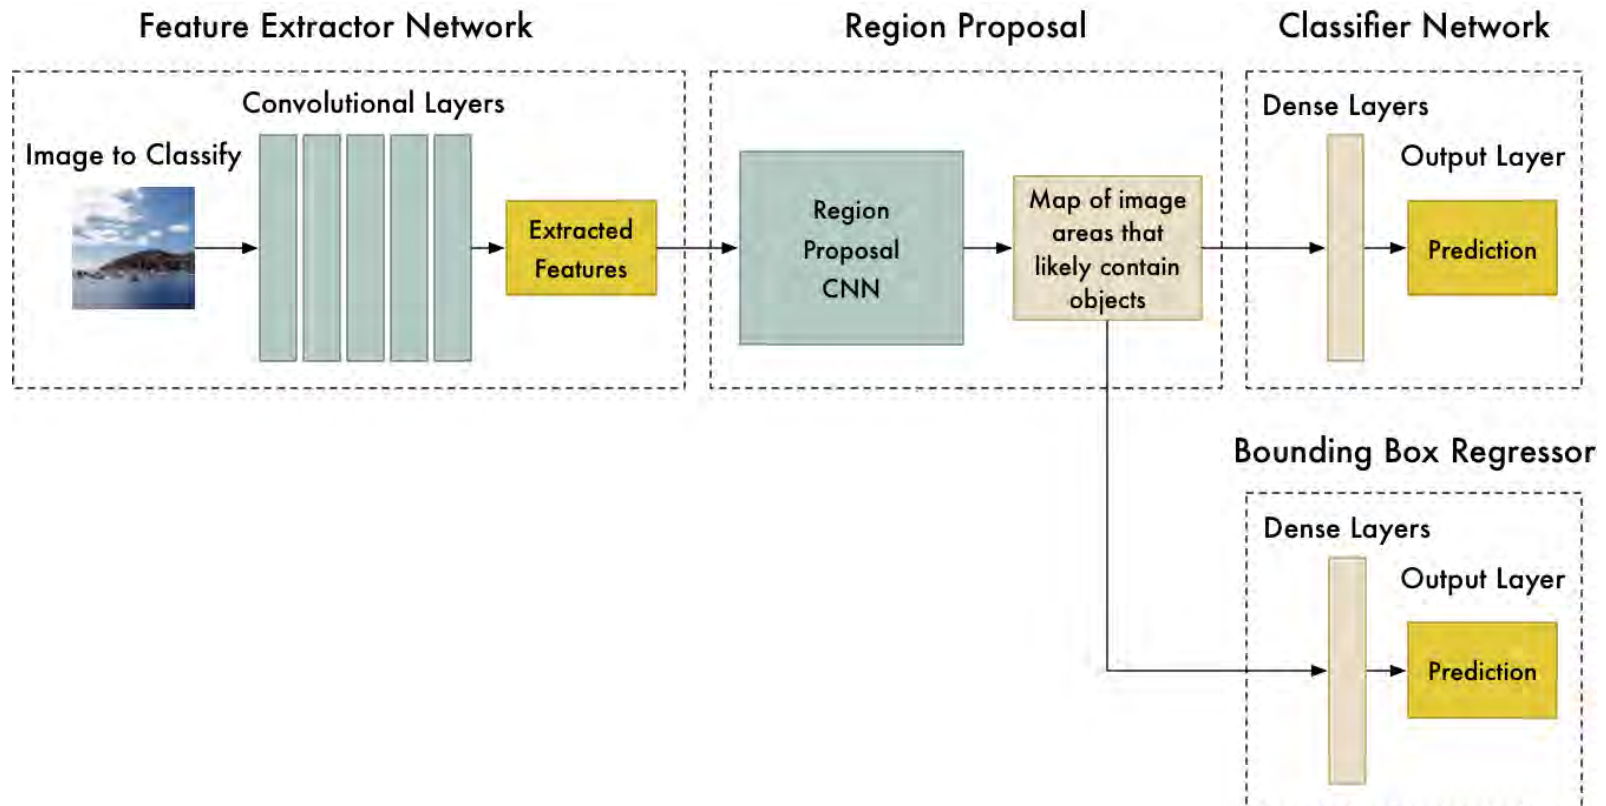 Feature Extractor Network
Region Proposal
Classifier Network
Convolutional Layers
Image to Classify
Extracted
Features
Region
Proposal
CNN
Map of image
areas that
likely contain
objects
Dense Layers
Output Layer
Prediction
Bounding Box Regressor
Dense Layers
Output Layer
Prediction